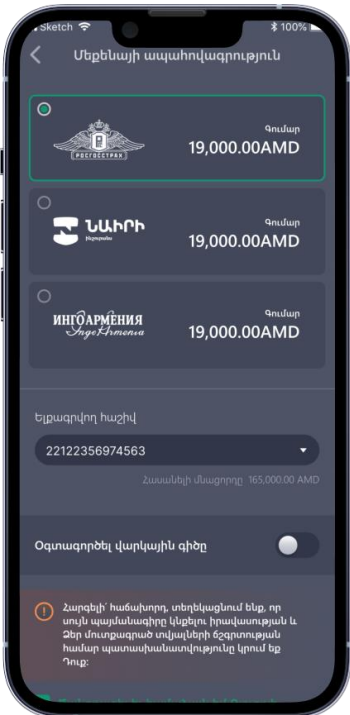 Sketch 100%
Մեքենայի ապահովագրություն
Գումար
РОСГОССТРАХ
19,000.00AMD
Գումար
ՆԱԻՐԻ
19,000.00AMD
Գումար
ИНГОАРМЕНИЯ
IngoArmenia
19,000.00AMD
Ելքագրվող հաշիվ
22122356974563
Հասանելի մնացորդը 165,000.00 AMD
Օգտագործել վարկային գիծը
Հարգելի՛ հաճախորդ, տեղեկացնում ենք, որ
սույն պայմանագիրը կնքելու իրավասության և
Ձեր մուտքագրած տվյալների ճշգրտության
համար պատասխանատվությունը կրում եք
Դուք: